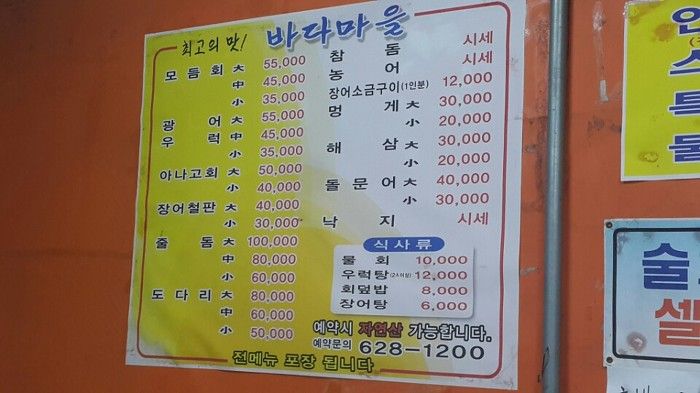 최고의 맛!
바다마을
모듬회 大 55,000
中 45,000
小 35,000
광어 大 55,000
우럭 中 45,000
小 35,000
아나고회 大 50,000
小 40,000
장어철판 大 40,000
小 30,000
줄돔 大 100,000
中 80,000
小 60,000
도다리 大 80,000
中 60,000
小 50,000
참돔 시세
농어 시세
장어소금구이(1인분) 12,000
멍게 大 30,000
小 20,000
해삼 大 30,000
小 20,000
돌문어 大 40,000
小 30,000
낙지 시세
식사류
물회 10,000
우럭탕(2人이상) 12,000
회덮밥 8,000
장어탕 6,000
예약시 자연산 가능합니다.
예약문의 628-1200
전메뉴 포장 됩니다
스
특
물
술
셀